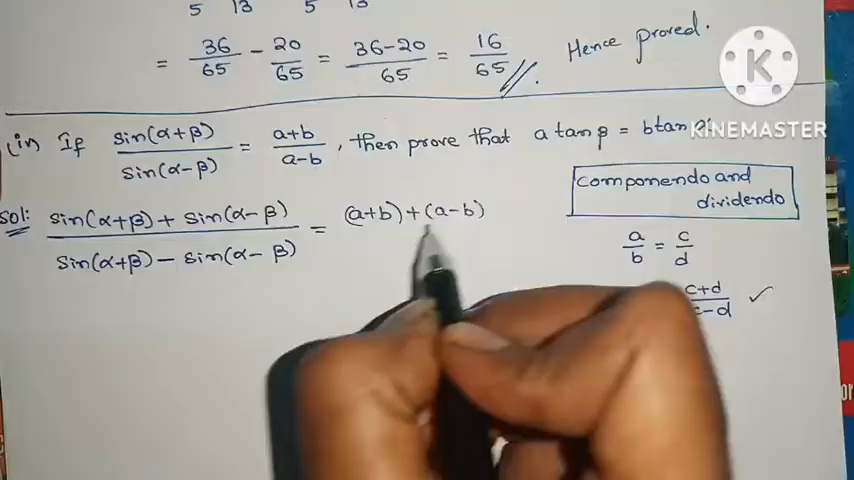 5 13 5 13
= 36/65 - 20/65 = 36-20/65 = 16/65 // . Hence proved.
K
KINEMASTER
(iv) If sin(α+β)/sin(α-β) = a+b/a-b , then prove that a tan β = b tan
Sol: sin(α+β) + sin(α-β)/sin(α+β) - sin(α-β) = (a+b)+(a-b)
Componendo and
dividendo
a/b = c/d
c+d/c-d ✓